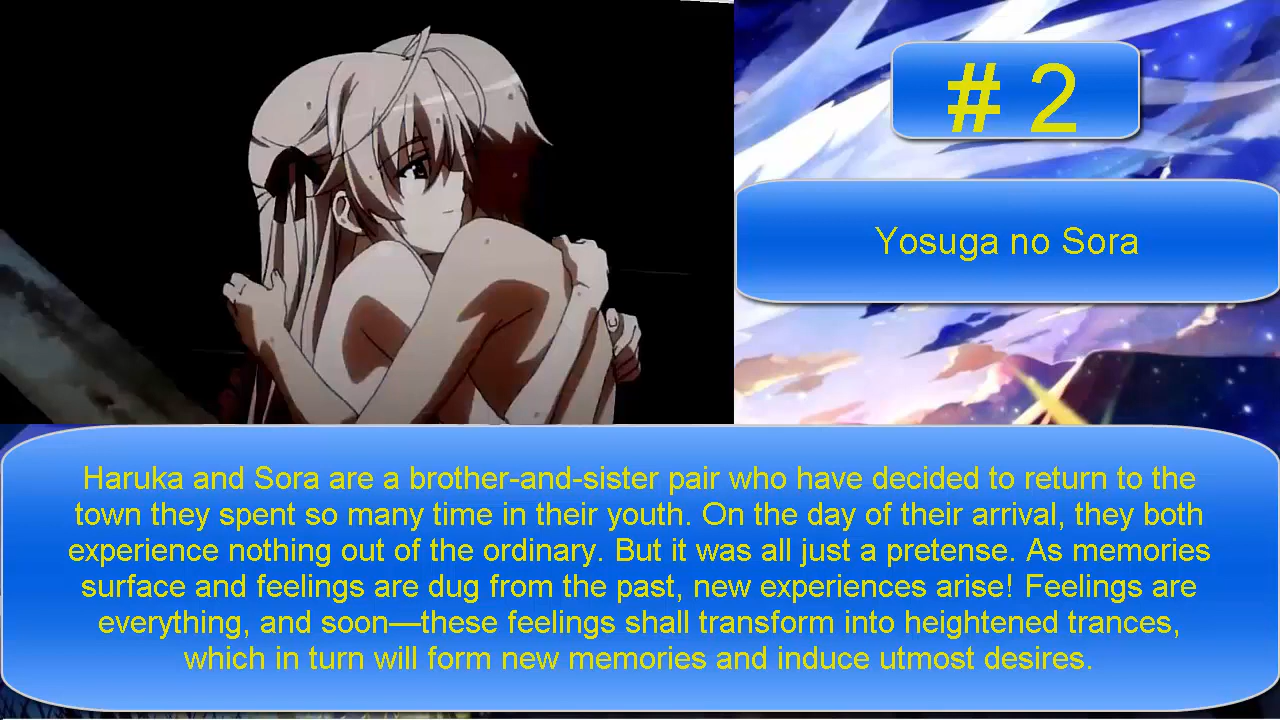 # 2
Yosuga no Sora
Haruka and Sora are a brother-and-sister pair who have decided to return to the
town they spent so many time in their youth. On the day of their arrival, they both
experience nothing out of the ordinary. But it was all just a pretense. As memories
surface and feelings are dug from the past, new experiences arise! Feelings are
everything, and soon—these feelings shall transform into heightened trances,
which in turn will form new memories and induce utmost desires.